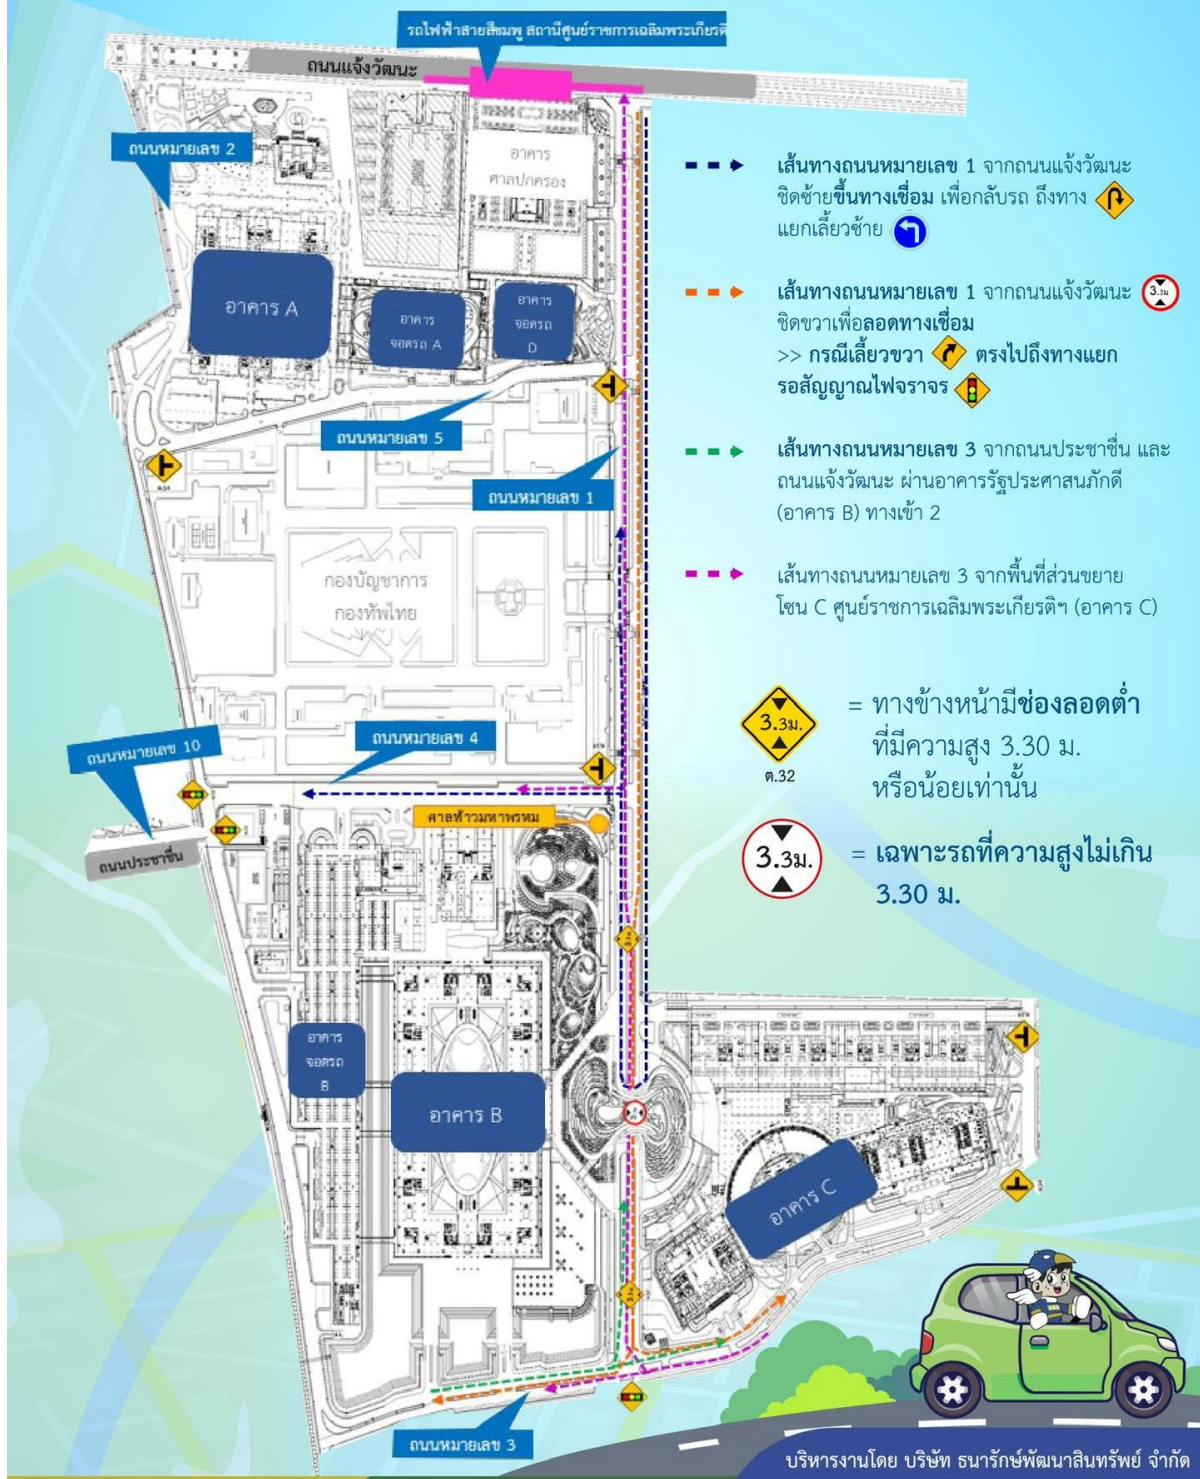 รถไฟฟ้าสายสีชมพู สถานีศูนย์ราชการเฉลิมพระเกียรติ
ถนนแจ้งวัฒนะ
ถนนหมายเลข 2
อาคาร
ศาลปกครอง
อาคาร A
อาคาร
จอดรถ A
อาคาร
จอดรถ
D
ถนนหมายเลข 5
ถนนหมายเลข 1
กองบัญชาการ
กองทัพไทย
ถนนหมายเลข 10
ถนนหมายเลข 4
ศาลท้าวมหาพรหม
ถนนประชาชื่น
อาคาร
จอดรถ
B
อาคาร B
อาคาร C
ถนนหมายเลข 3
เส้นทางถนนหมายเลข 1 จากถนนแจ้งวัฒนะ
ชิดซ้ายขึ้นทางเชื่อม เพื่อกลับรถ ถึงทาง
แยกเลี้ยวซ้าย
เส้นทางถนนหมายเลข 1 จากถนนแจ้งวัฒนะ 3.3ม.
ชิดขวาเพื่อลอดทางเชื่อม
>> กรณีเลี้ยวขวา ตรงไปถึงทางแยก
รอสัญญาณไฟจราจร
เส้นทางถนนหมายเลข 3 จากถนนประชาชื่น และ
ถนนแจ้งวัฒนะ ผ่านอาคารรัฐประศาสนภักดี
(อาคาร B) ทางเข้า 2
เส้นทางถนนหมายเลข 3 จากพื้นที่ส่วนขยาย
โซน C ศูนย์ราชการเฉลิมพระเกียรติฯ (อาคาร C)
3.3ม.
ต.32
= ทางข้างหน้ามีช่องลอดต่ำ
ที่มีความสูง 3.30 ม.
หรือน้อยเท่านั้น
3.3ม.
= เฉพาะรถที่ความสูงไม่เกิน
3.30 ม.
บริหารงานโดย บริษัท ธนารักษ์พัฒนาสินทรัพย์ จำกัด